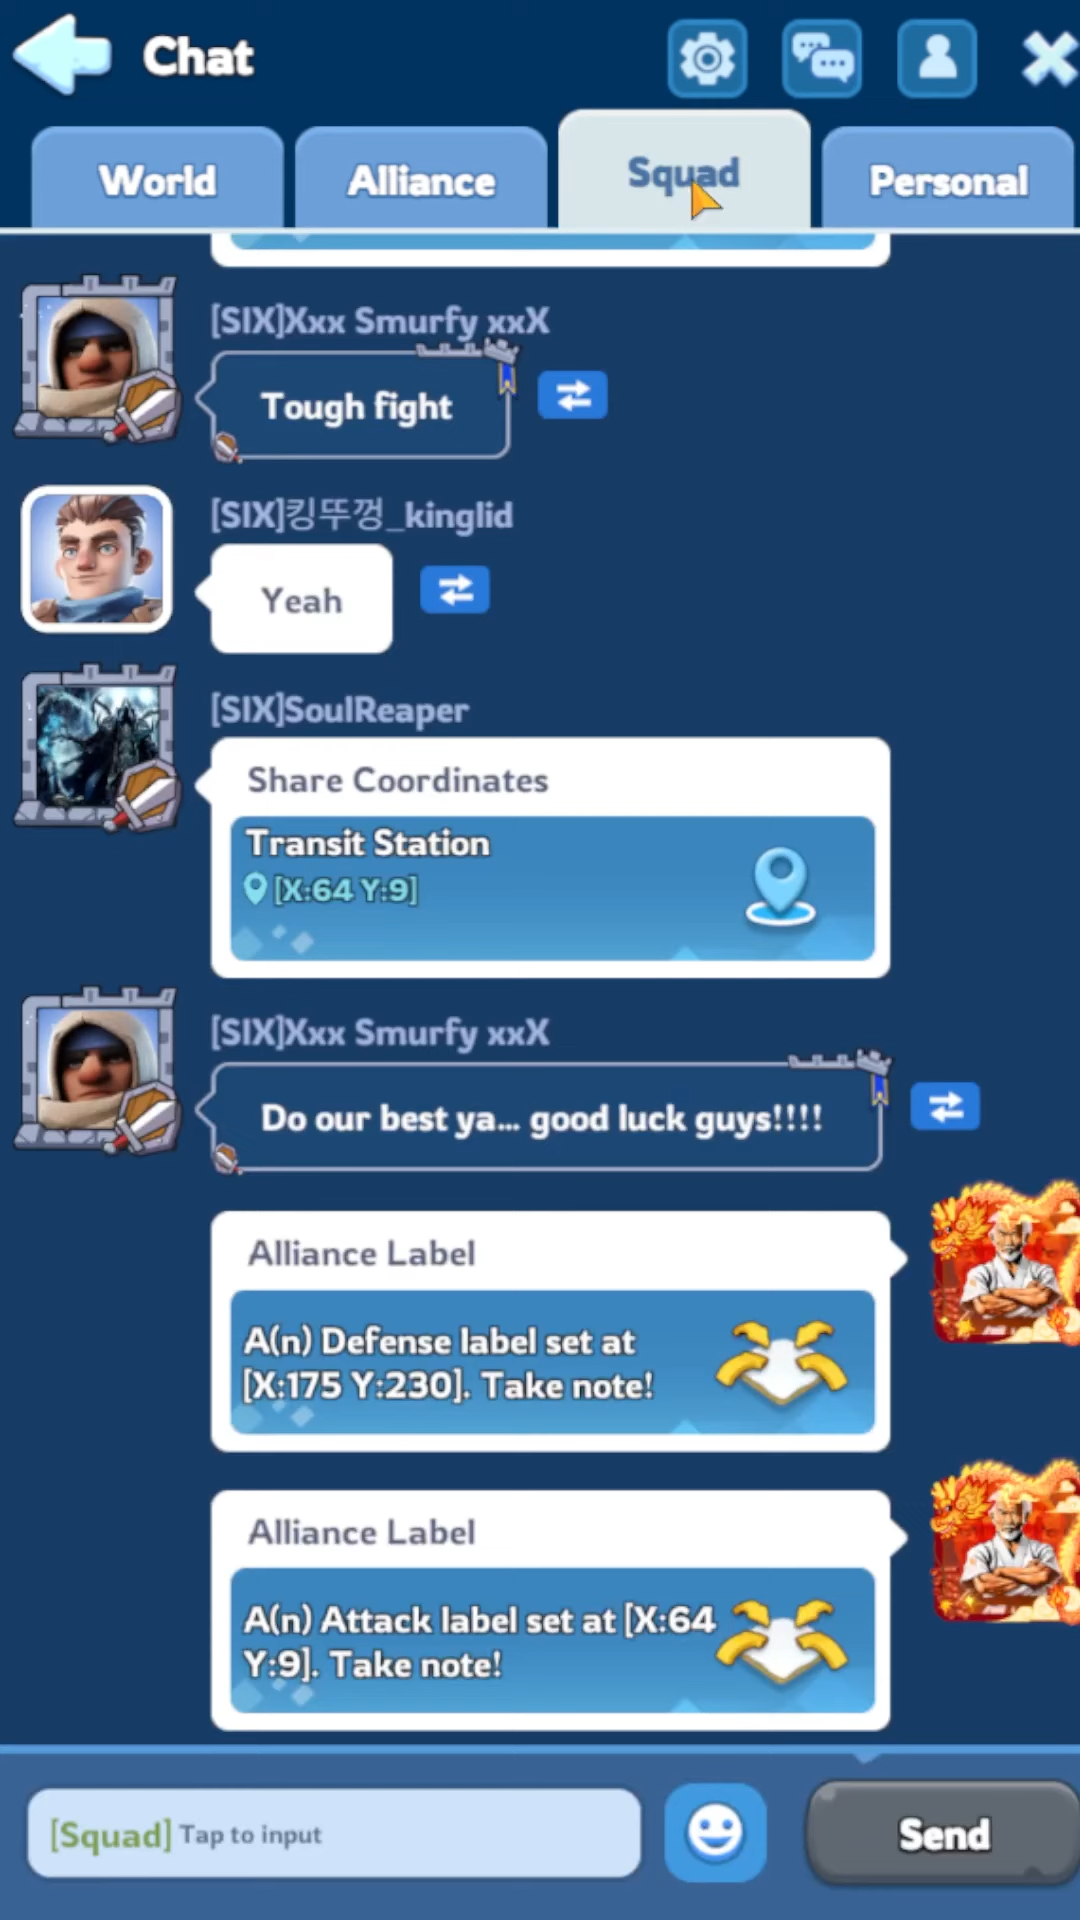 Chat
World
Alliance
Squad
Personal
[SIX]Xxx Smurfy xxX
Tough fight
[SIX]킹뚜껑_kinglid
Yeah
[SIX]SoulReaper
Share Coordinates
Transit Station
[X:64 Y:9]
[SIX]Xxx Smurfy xxX
Do our best ya... good luck guys!!!!
Alliance Label
A(n) Defense label set at
[X:175 Y:230]. Take note!
Alliance Label
A(n) Attack label set at [X:64
Y:9]. Take note!
[Squad] Tap to input
Send